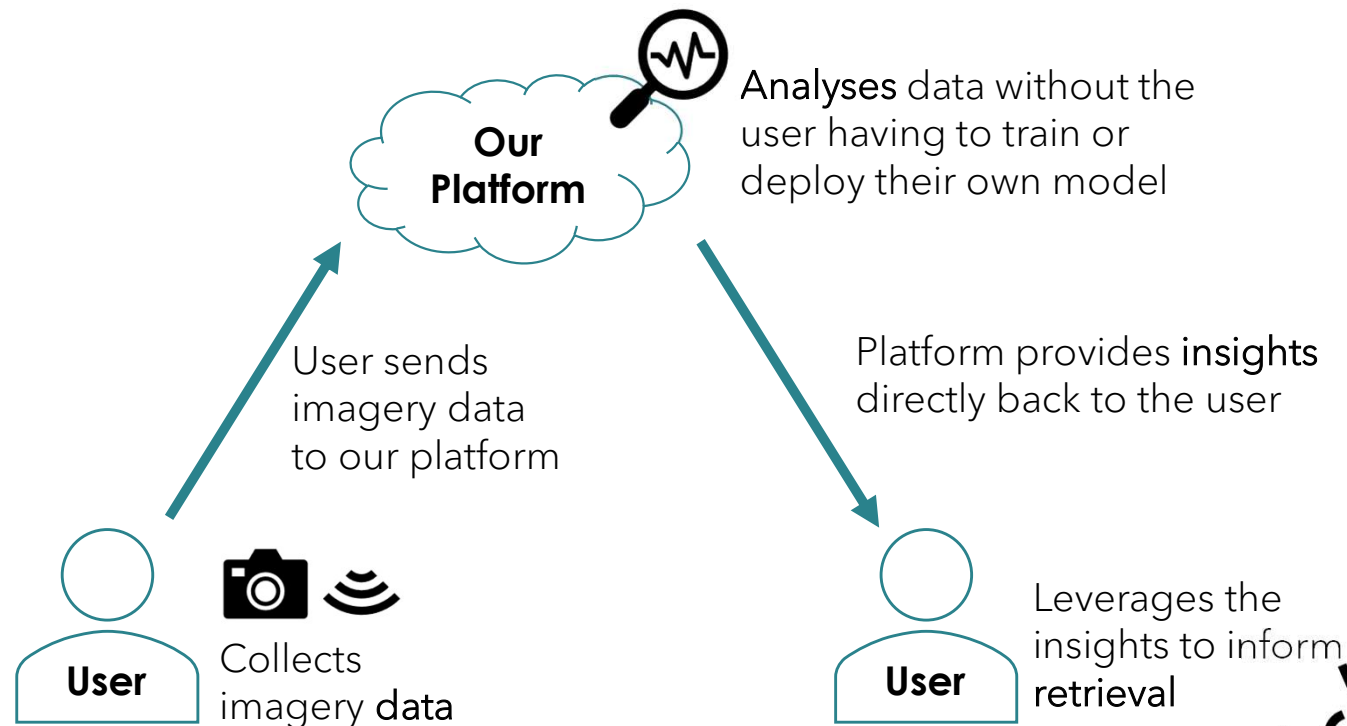 Our
Platform
Analyses data without the
user having to train or
deploy their own model
User sends
imagery data
to our platform
Platform provides insights
directly back to the user
User
Collects
imagery data
User
Leverages the
insights to inform
retrieval